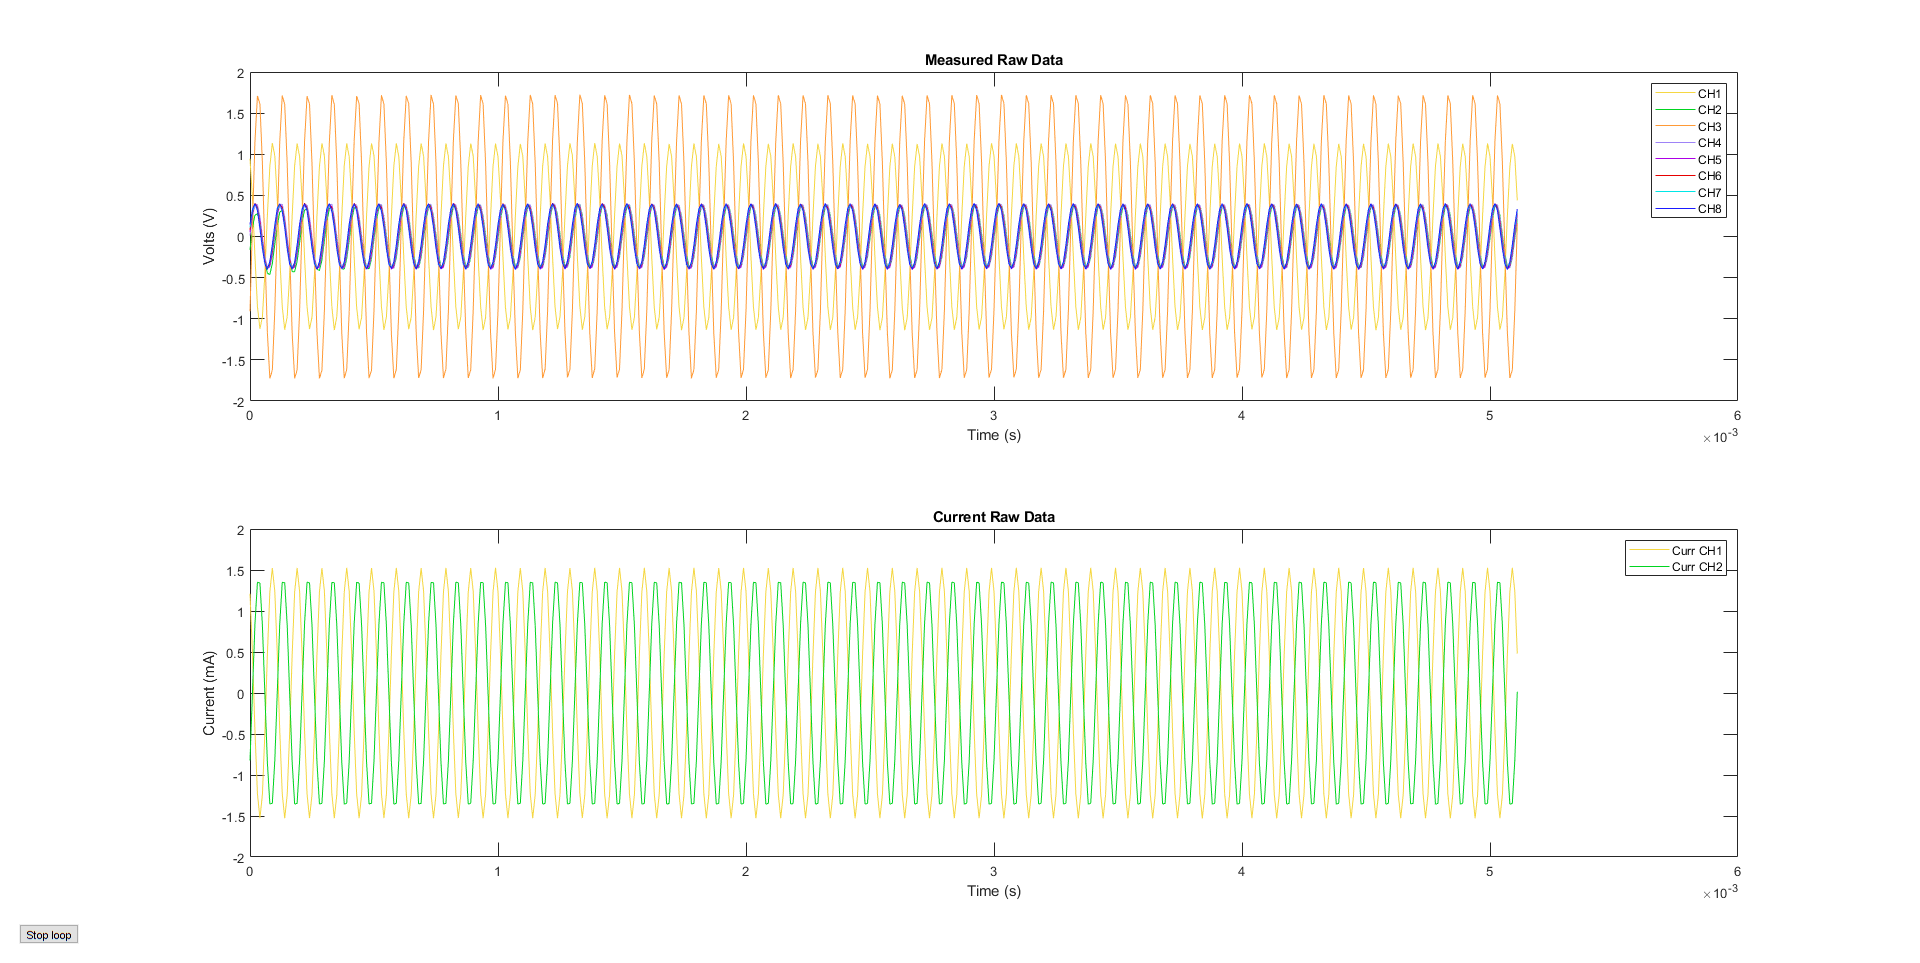 Measured Raw Data
Volts (V)
2
1.5
1
0.5
0
-0.5
-1
-1.5
-2
0 1 2 3 4 5 6
Time (s)
×10-3
CH1
CH2
CH3
CH4
CH5
CH6
CH7
CH8
Current Raw Data
Current (mA)
2
1.5
1
0.5
0
-0.5
-1
-1.5
-2
0 1 2 3 4 5 6
Time (s)
×10-3
Curr CH1
Curr CH2
Stop loop